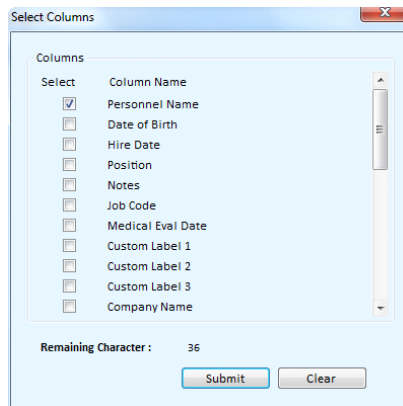 Select Columns
Columns
Select Column Name
Personnel Name
Date of Birth
Hire Date
Position
Notes
Job Code
Medical Eval Date
Custom Label 1
Custom Label 2
Custom Label 3
Company Name
Remaining Character : 36
Submit Clear